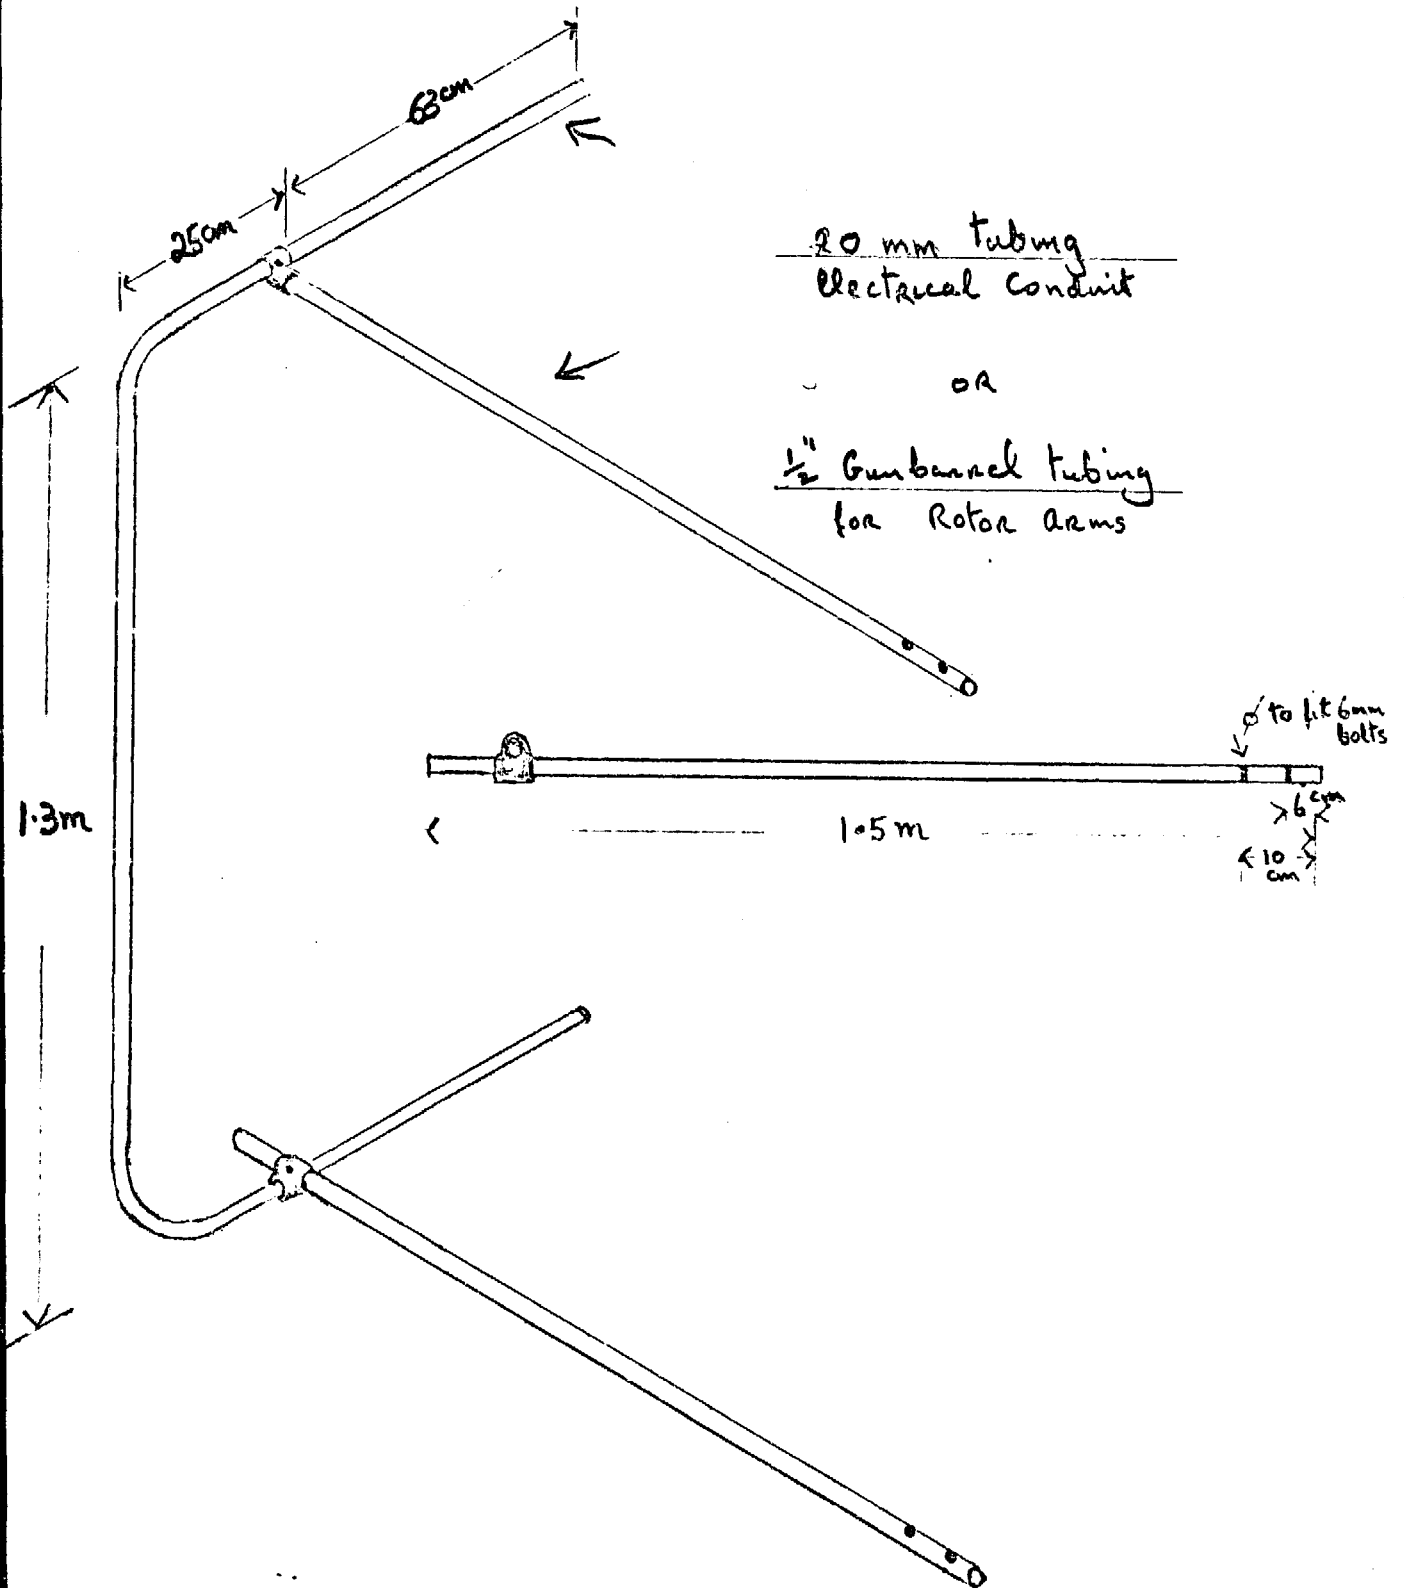 63cm
25cm
20 mm tubing
Electrical Conduit
OR
1/2" Gunbarrel tubing
for Rotor arms
ø to fit 6mm
bolts
1.3m
6cm
1.5m
10
cm